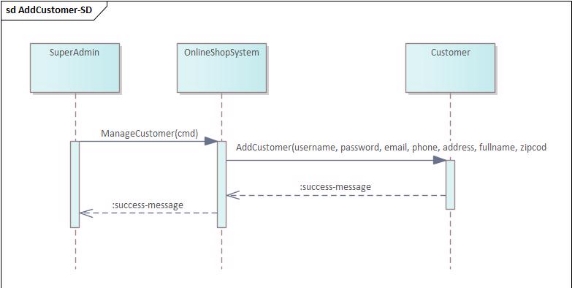 sd AddCustomer-SD
SuperAdmin
OnlineShopSystem
Customer
ManageCustomer(cmd)
AddCustomer(username, password, email, phone, address, fullname, zipcod
:success-message
:success-message